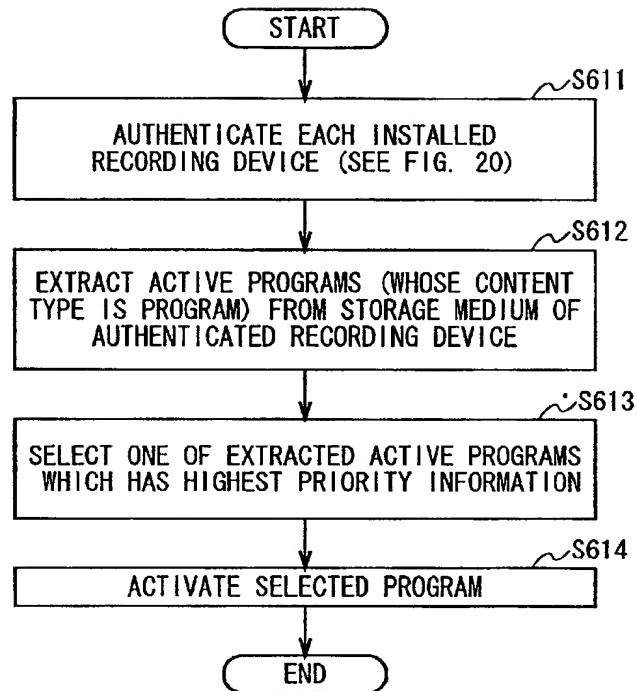 START
S611
AUTHENTICATE EACH INSTALLED
RECORDING DEVICE (SEE FIG. 20)
S612
EXTRACT ACTIVE PROGRAMS (WHOSE CONTENT
TYPE IS PROGRAM) FROM STORAGE MEDIUM OF
AUTHENTICATED RECORDING DEVICE
S613
SELECT ONE OF EXTRACTED ACTIVE PROGRAMS
WHICH HAS HIGHEST PRIORITY INFORMATION
S614
ACTIVATE SELECTED PROGRAM
END